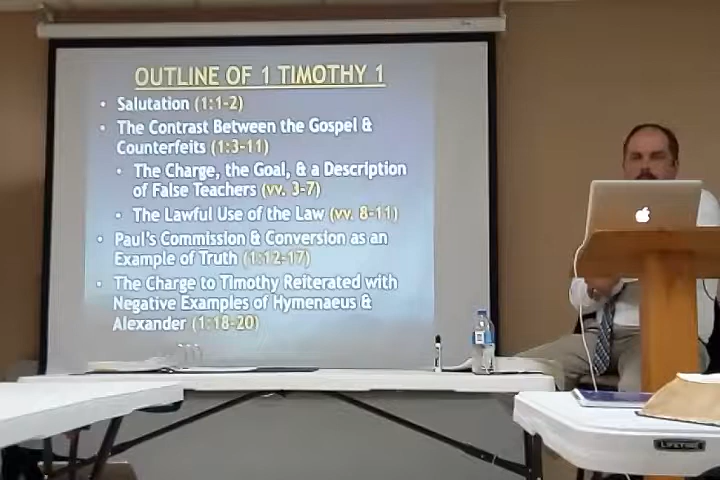 OUTLINE OF 1 TIMOTHY 1
• Salutation (1:1-2)
• The Contrast Between the Gospel &
Counterfeits (1:3-11)
• The Charge, the Goal, & a Description
of False Teachers (vv. 3-7)
• The Lawful Use of the Law (vv. 8-11)
• Paul's Commission & Conversion as an
Example of Truth (1:12-17)
• The Charge to Timothy Reiterated with
Negative Examples of Hymenaeus &
Alexander (1:18-20)
LIFETIME